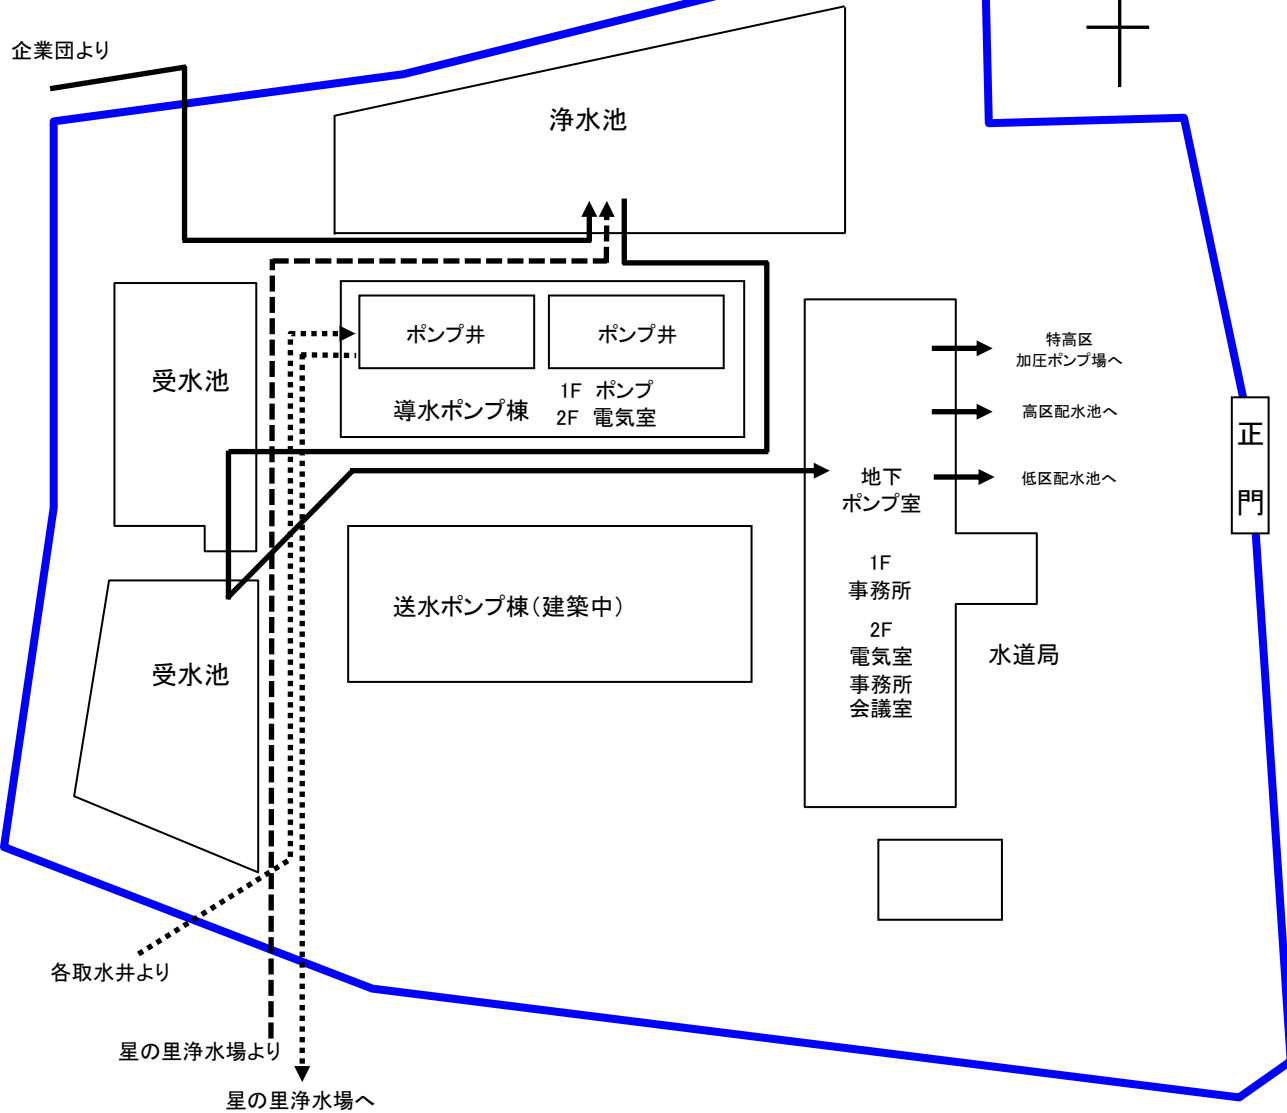 企業団より
浄水池
受水池
ポンプ井
ポンプ井
導水ポンプ棟
1F ポンプ
2F 電気室
特高区
加圧ポンプ場へ
高区配水池へ
低区配水池へ
正
門
地下
ポンプ室
1F
事務所
2F
電気室
事務所
会議室
水道局
送水ポンプ棟（建築中）
受水池
各取水井より
星の里浄水場より
星の里浄水場へ